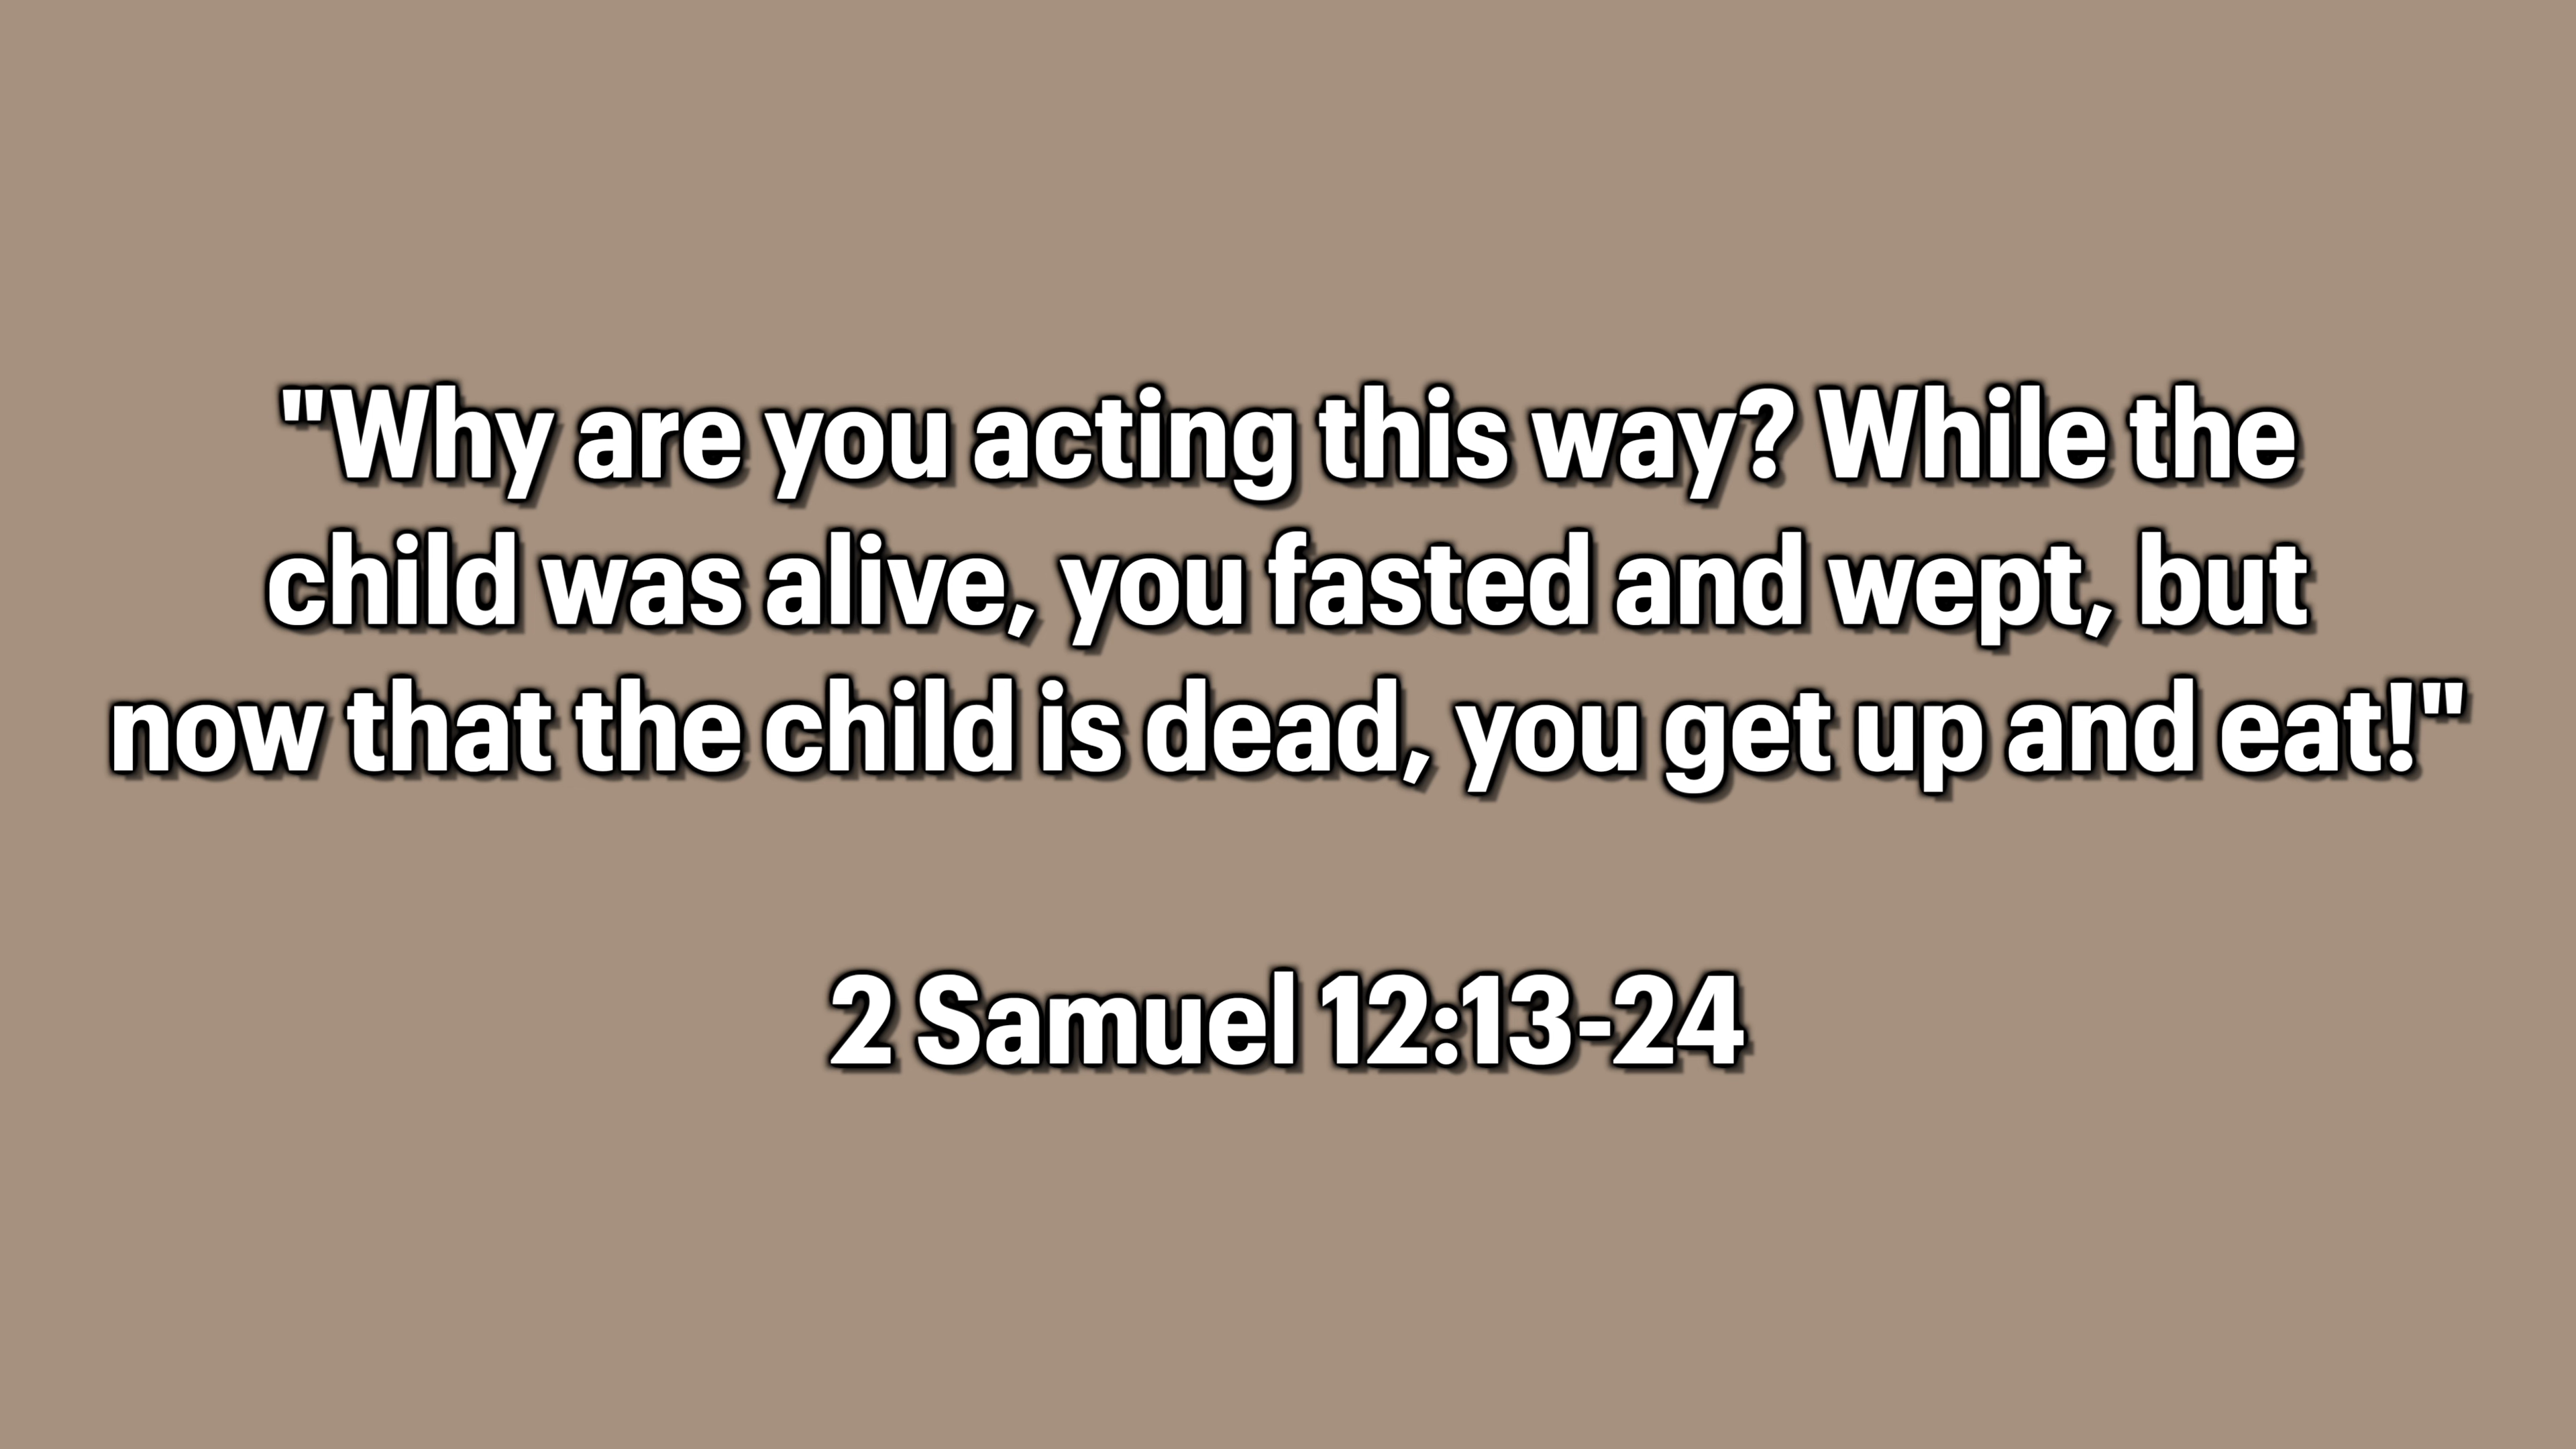 "Why are you acting this way? While the
child was alive, you fasted and wept, but
now that the child is dead, you get up and eat!"
2 Samuel 12:13-24